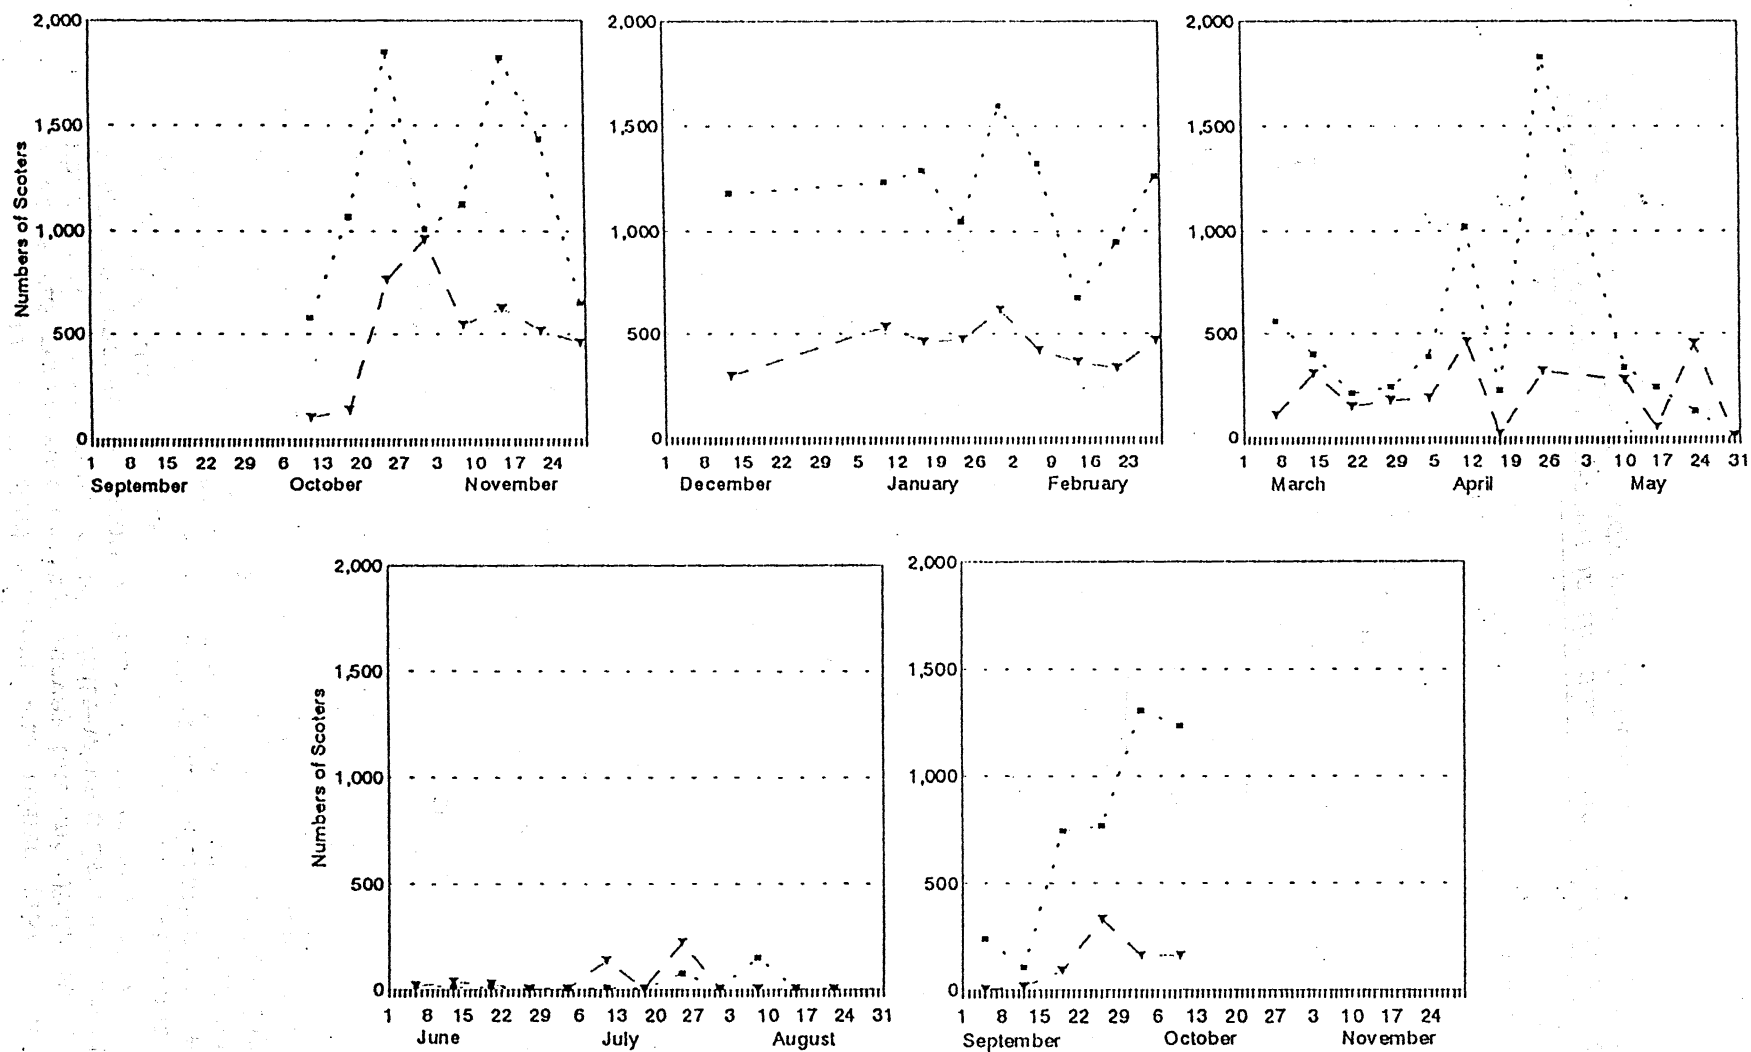 2,000 2,000 2,000
1,500 1,500 1,500
1,000 1,000 1,000
500 500 500
0 0 0
Numbers of Scoters
1 8 15 22 29 6 13 20 27 3 10 17 24
September October November
1 8 15 22 29 5 12 19 26 2 9 16 23
December January February
1 8 15 22 29 5 12 19 26 3 10 17 24 31
March April May
2,000 2,000
1,500 1,500
1,000 1,000
500 500
0 0
Numbers of Scoters
1 8 15 22 29 6 13 20 27 3 10 17 24 31
June July August
1 8 15 22 29 6 13 20 27 3 10 17 24
September October November